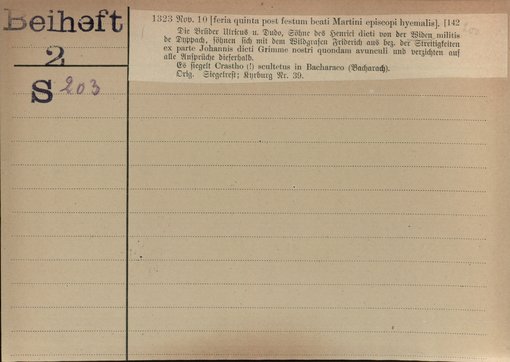 Beiheft
2
S 203
1323 Nov. 10 [feria quinta post festum beati Martini episcopi hyemalis]. [142
Die Brüder Ulricus u. Dudo, Söhne des Henrici dicti von der Widen militis
de Duppach, söhnen sich mit dem Wildgrafen Friderich aus bez. der Streitigkeiten
ex parte Johannis dicti Grimme nostri quondam avunculi und verzichten auf
alle Ansprüche dieserhalb.
Es siegelt Crastho (!) scultetus in Bacharaco (Bacharach).
Orig. Siegelrest; Kyrburg Nr. 39.